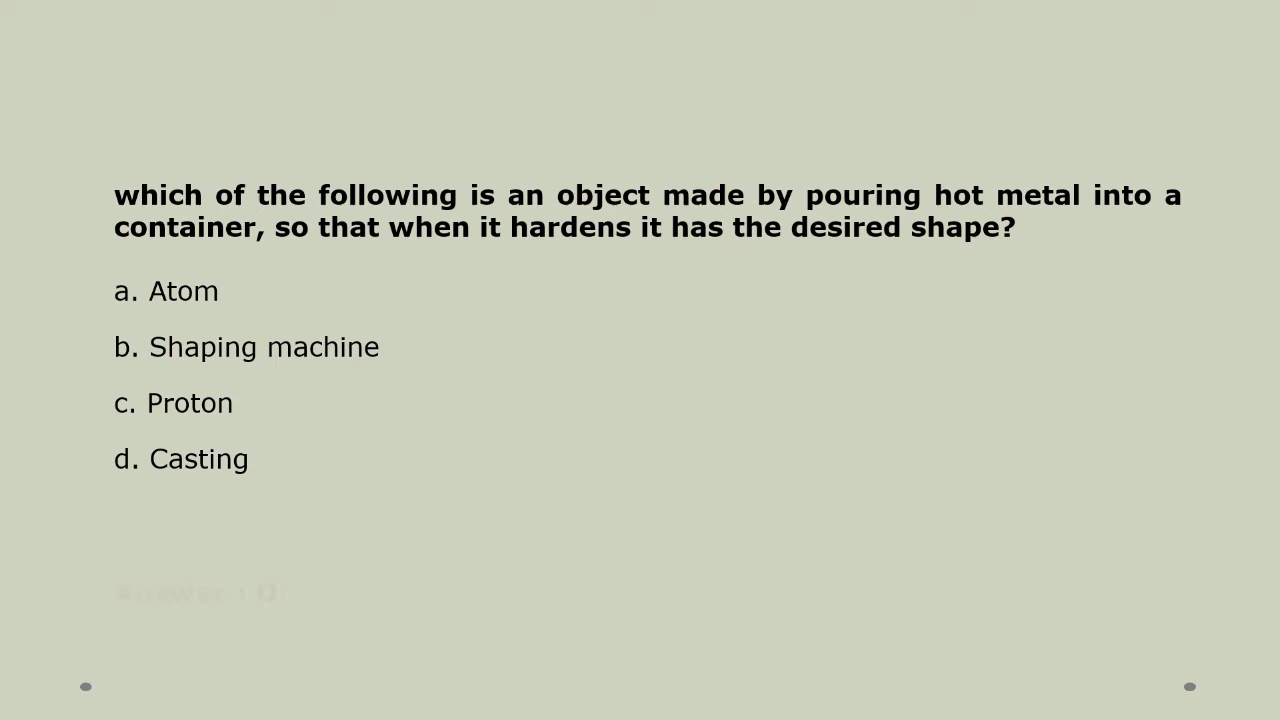 which of the following is an object made by pouring hot metal into a
container, so that when it hardens it has the desired shape?
a. Atom
b. Shaping machine
c. Proton
d. Casting
Answer : D